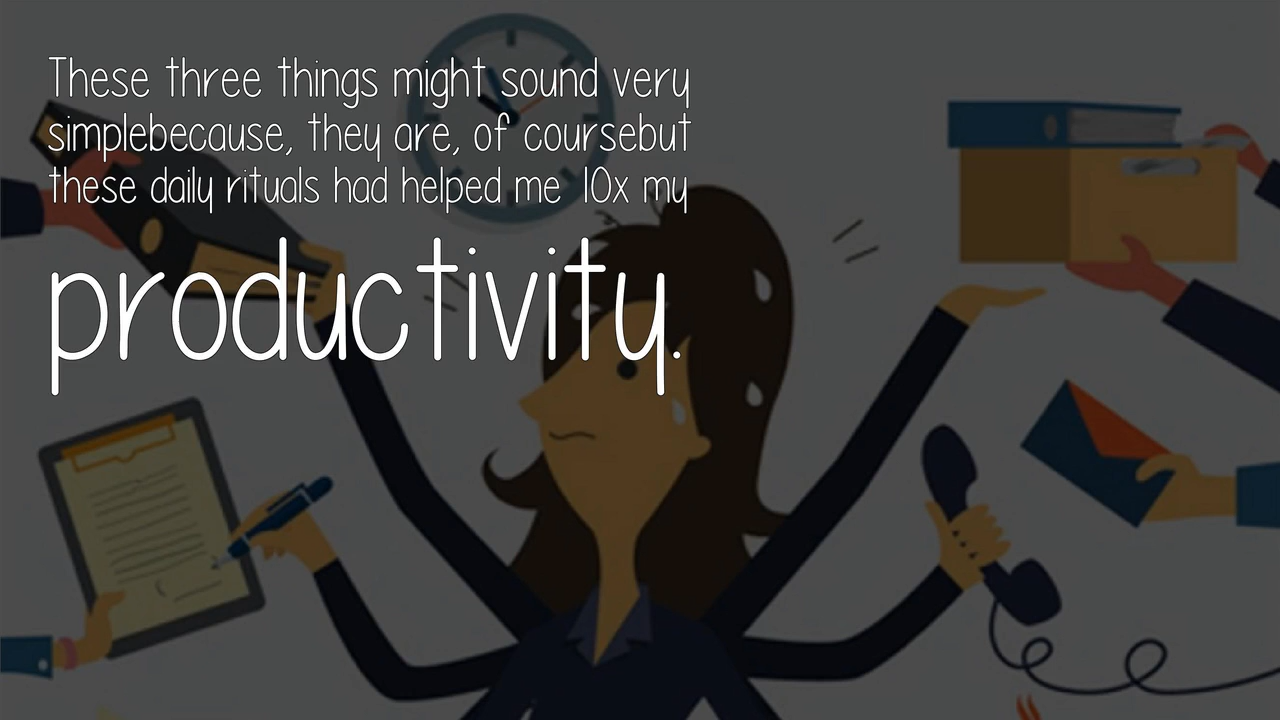 These three things might sound very
simplebecause, they are, of coursebut
these daily rituals had helped me 10x my
productivity.